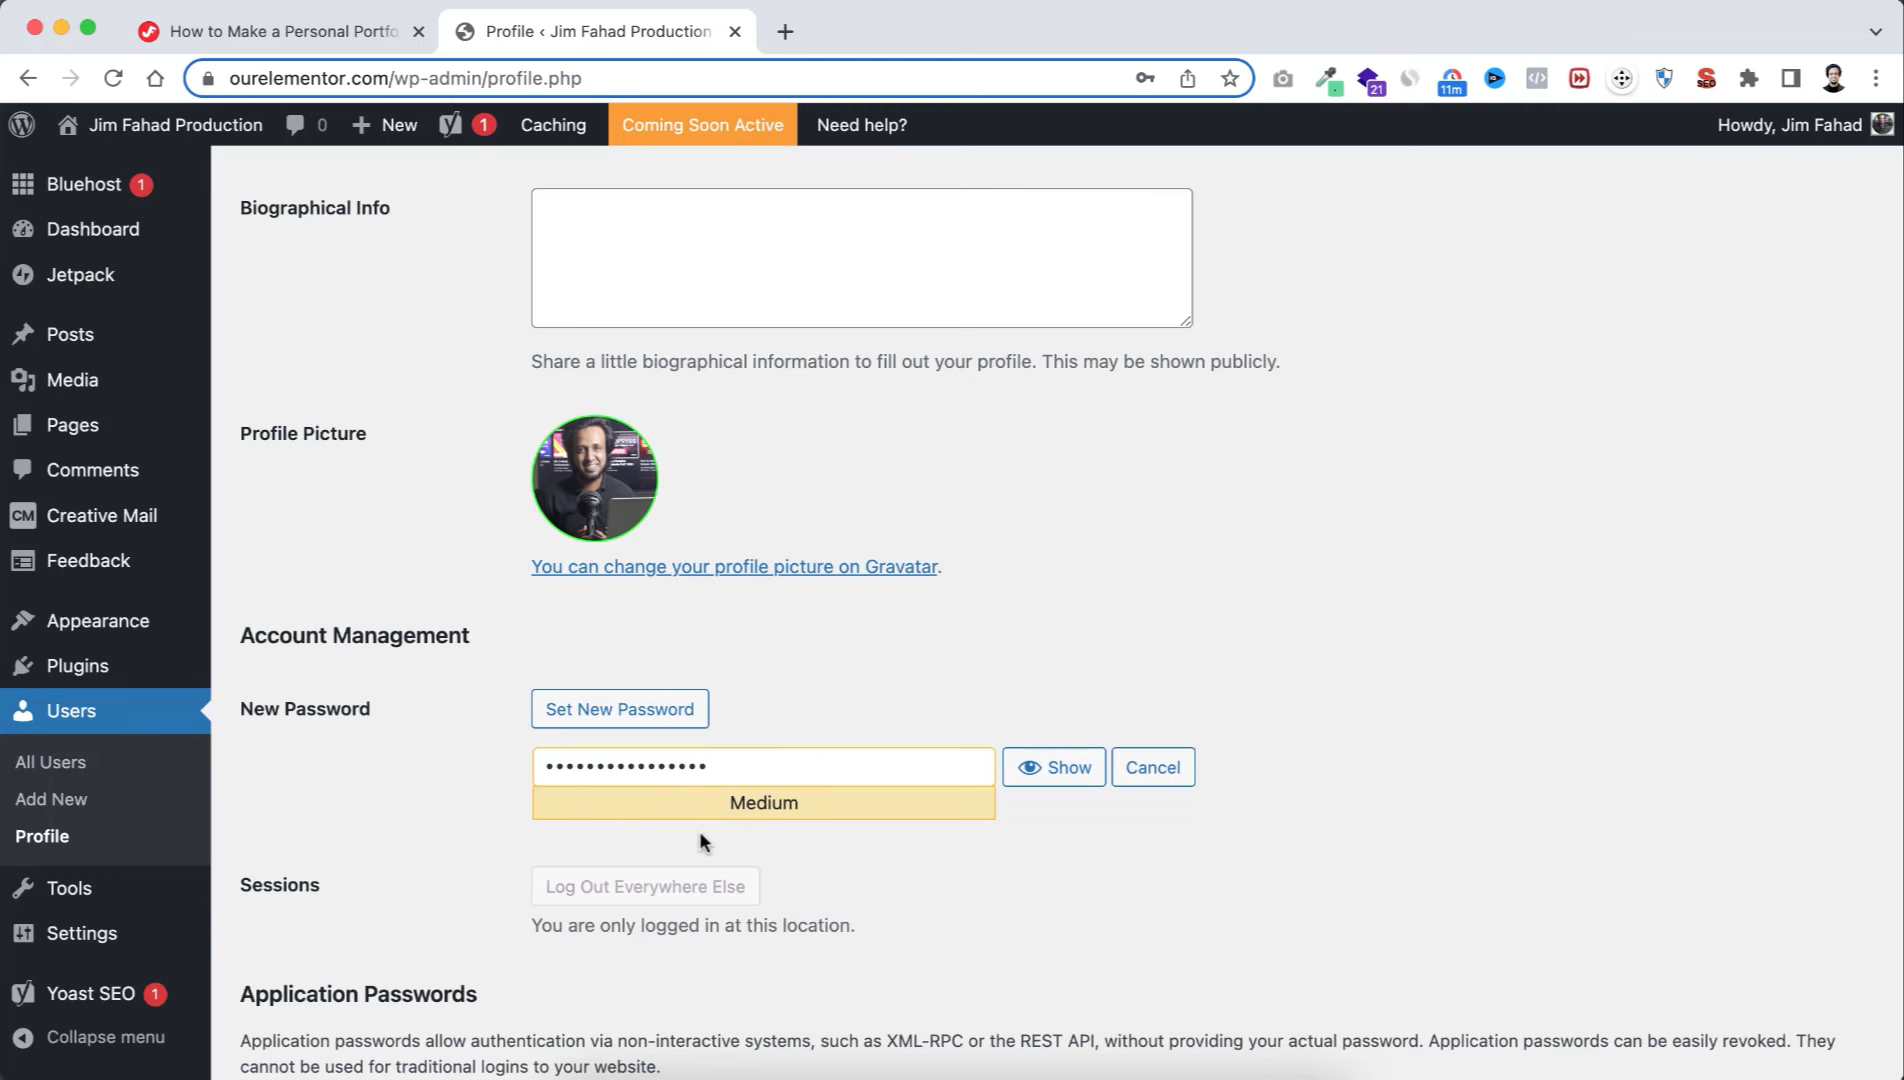 How to Make a Personal Portfo
Profile ‹ Jim Fahad Production
ourelementor.com/wp-admin/profile.php
21
11m
SEO
Jim Fahad Production
0
New
1
Caching
Coming Soon Active
Need help?
Howdy, Jim Fahad
Bluehost 1
Dashboard
Jetpack
Posts
Media
Pages
Comments
CM Creative Mail
Feedback
Appearance
Plugins
Users
All Users
Add New
Profile
Tools
Settings
Yoast SEO 1
Collapse menu
Biographical Info
Share a little biographical information to fill out your profile. This may be shown publicly.
Profile Picture
You can change your profile picture on Gravatar.
Account Management
New Password
Set New Password
••••••••••••••••
Show
Cancel
Medium
Sessions
Log Out Everywhere Else
You are only logged in at this location.
Application Passwords
Application passwords allow authentication via non-interactive systems, such as XML-RPC or the REST API, without providing your actual password. Application passwords can be easily revoked. They
cannot be used for traditional logins to your website.